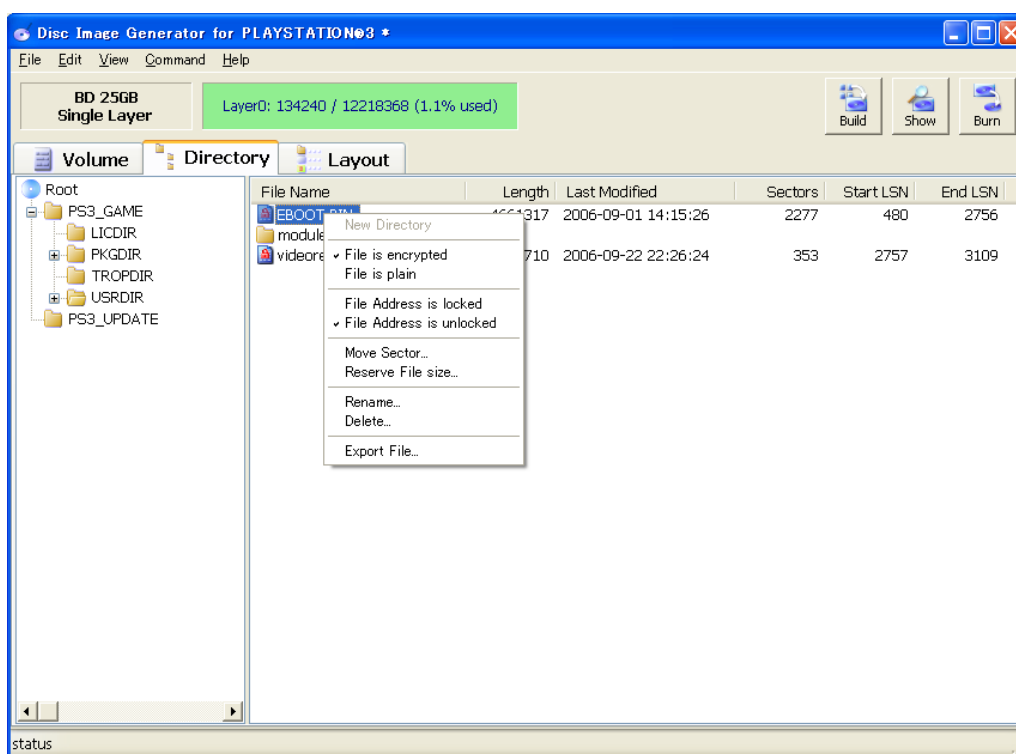 Disc Image Generator for PLAYSTATION®3 *
File Edit View Command Help
BD 25GB
Single Layer
Layer0: 134240 / 12218368 (1.1% used)
Build Show Burn
Volume Directory Layout
Root
PS3_GAME
LICDIR
PKGDIR
TROPDIR
USRDIR
PS3_UPDATE
File Name Length Last Modified Sectors Start LSN End LSN
EBOOT.BIN 4661317 2006-09-01 14:15:26 2277 480 2756
module
videore 710 2006-09-22 22:26:24 353 2757 3109
New Directory
File is encrypted
File is plain
File Address is locked
File Address is unlocked
Move Sector...
Reserve File size...
Rename...
Delete...
Export File...
status